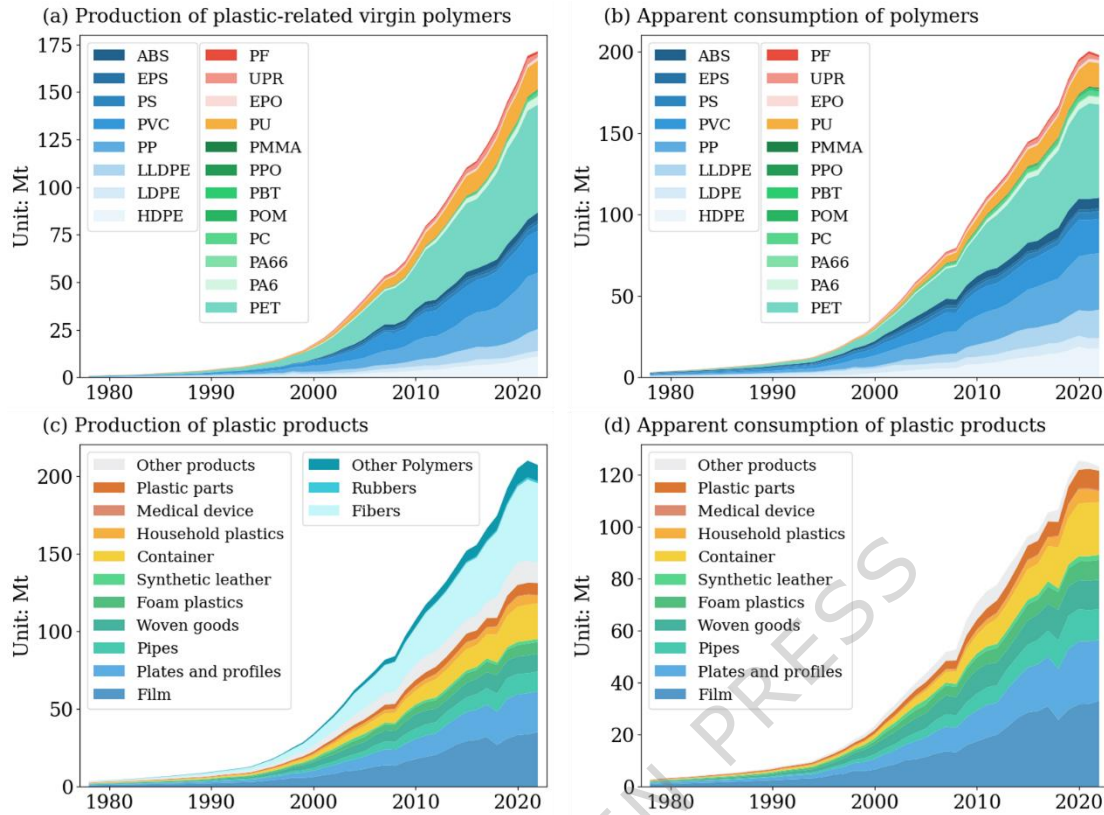 (a) Production of plastic-related virgin polymers
Unit: Mt
175
150
125
100
75
50
25
0
1980 1990 2000 2010 2020
ABS
EPS
PS
PVC
PP
LLDPE
LDPE
HDPE
PF
UPR
EPO
PU
PMMA
PPO
PBT
POM
PC
PA66
PA6
PET
(b) Apparent consumption of polymers
Unit: Mt
200
150
100
50
0
1980 1990 2000 2010 2020
ABS
EPS
PS
PVC
PP
LLDPE
LDPE
HDPE
PF
UPR
EPO
PU
PMMA
PPO
PBT
POM
PC
PA66
PA6
PET
(c) Production of plastic products
Unit: Mt
200
150
100
50
0
1980 1990 2000 2010 2020
Other products
Plastic parts
Medical device
Household plastics
Container
Synthetic leather
Foam plastics
Woven goods
Pipes
Plates and profiles
Film
Other Polymers
Rubbers
Fibers
(d) Apparent consumption of plastic products
Unit: Mt
120
100
80
60
40
20
0
1980 1990 2000 2010 2020
Other products
Plastic parts
Medical device
Household plastics
Container
Synthetic leather
Foam plastics
Woven goods
Pipes
Plates and profiles
Film
PRESS